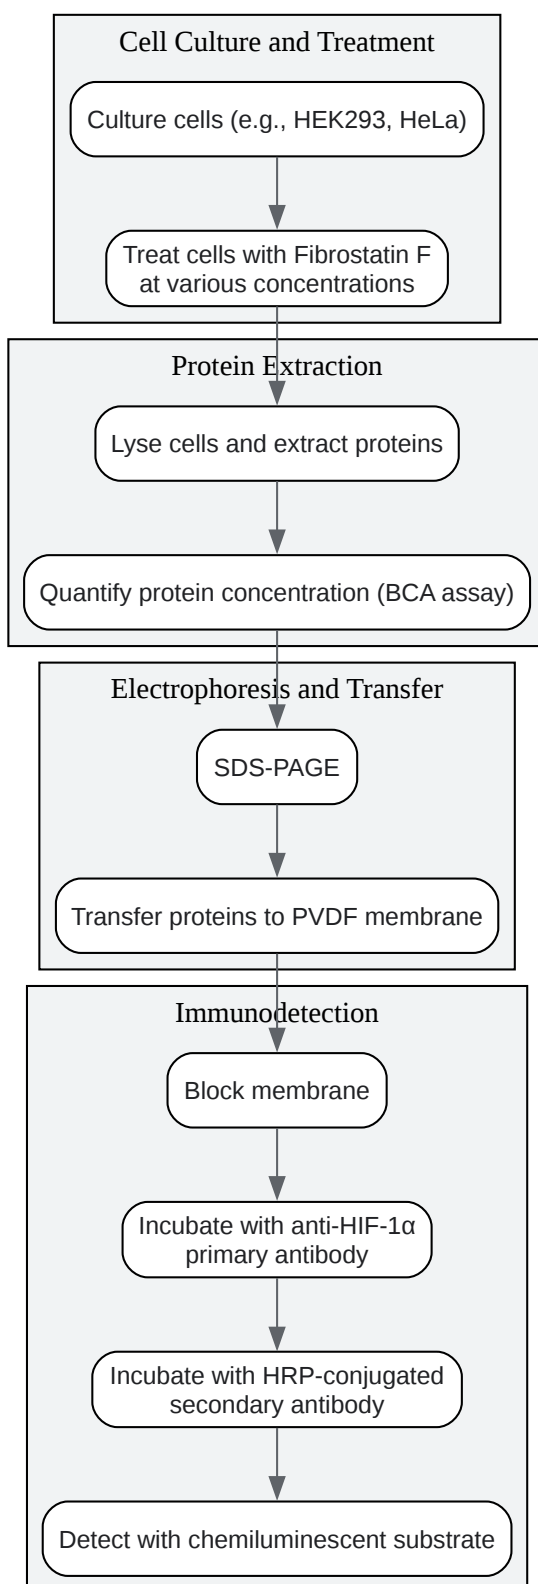 Cell Culture and Treatment
Culture cells (e.g., HEK293, HeLa)
Treat cells with Fibrostatin F
at various concentrations
Protein Extraction
Lyse cells and extract proteins
Quantify protein concentration (BCA assay)
Electrophoresis and Transfer
SDS-PAGE
Transfer proteins to PVDF membrane
Immunodetection
Block membrane
Incubate with anti-HIF-1α
primary antibody
Incubate with HRP-conjugated
secondary antibody
Detect with chemiluminescent substrate